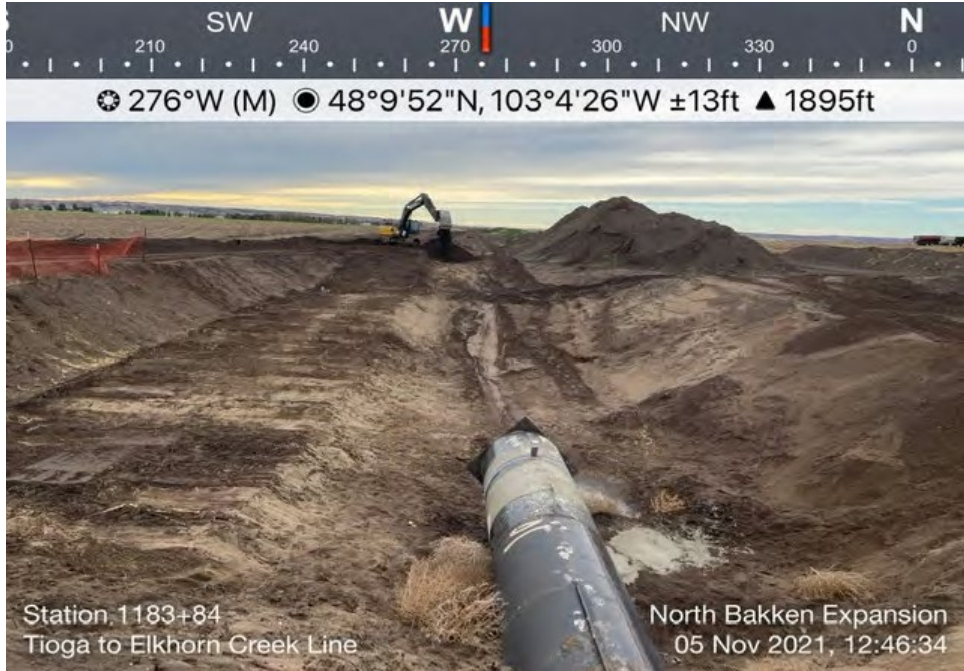 S SW W NW N
0 210 240 270 300 330 0
276°W (M) 48°9'52"N, 103°4'26"W ±13ft ▲ 1895ft
Station 1183+84
Tioga to Elkhorn Creek Line
North Bakken Expansion
05 Nov 2021, 12:46:34